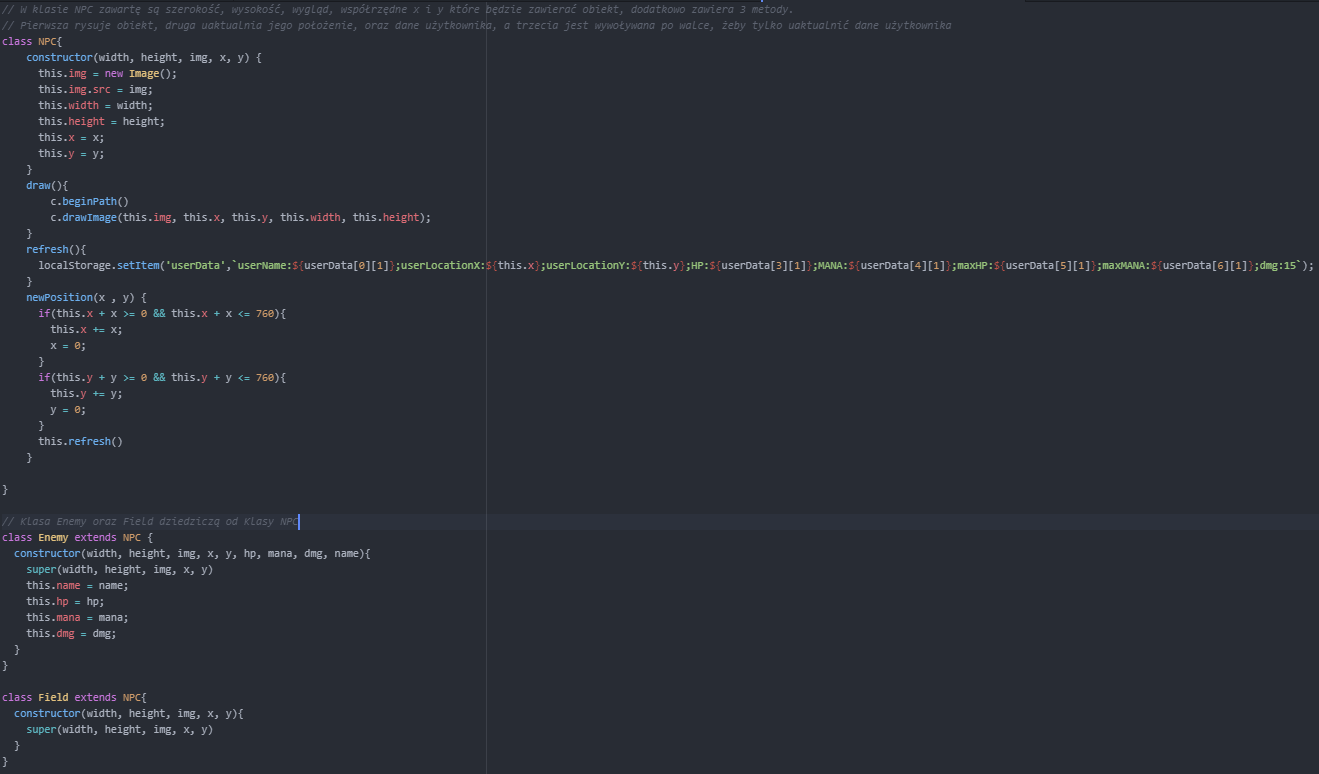 // W klasie NPC zawartę są szerokość, wysokość, wygląd, współrzędne x i y które będzie zawierać obiekt, dodatkowo zawiera 3 metody.
// Pierwsza rysuje obiekt, druga uaktualnia jego położenie, oraz dane użytkownika, a trzecia jest wywoływana po walce, żeby tylko uaktualnić dane użytkownika
class NPC{
    constructor(width, height, img, x, y) {
      this.img = new Image();
      this.img.src = img;
      this.width = width;
      this.height = height;
      this.x = x;
      this.y = y;
    }
    draw(){
        c.beginPath()
        c.drawImage(this.img, this.x, this.y, this.width, this.height);
    }
    refresh(){
      localStorage.setItem('userData',`userName:${userData[0][1]};userLocationX:${this.x};userLocationY:${this.y};HP:${userData[3][1]};MANA:${userData[4][1]};maxHP:${userData[5][1]};maxMANA:${userData[6][1]};dmg:15`);
    }
    newPosition(x , y) {
      if(this.x + x >= 0 && this.x + x <= 760){
        this.x += x;
        x = 0;
      }
      if(this.y + y >= 0 && this.y + y <= 760){
        this.y += y;
        y = 0;
      }
      this.refresh()
    }

}

// Klasa Enemy oraz Field dziedziczą od Klasy NPC
class Enemy extends NPC {
  constructor(width, height, img, x, y, hp, mana, dmg, name){
    super(width, height, img, x, y)
    this.name = name;
    this.hp = hp;
    this.mana = mana;
    this.dmg = dmg;
  }
}

class Field extends NPC{
  constructor(width, height, img, x, y){
    super(width, height, img, x, y)
  }
}